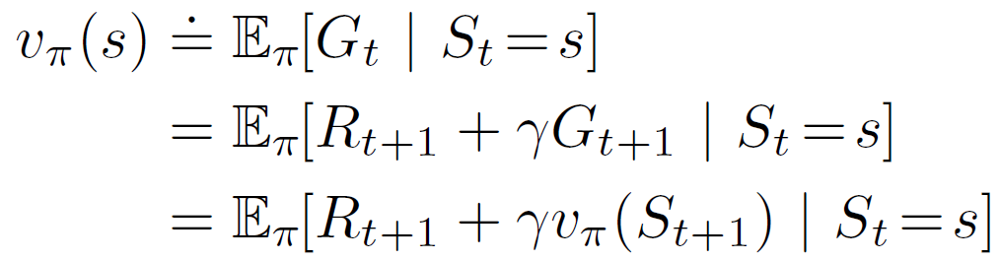 v_π(s) ≐ 𝔼_π[G_t | S_t=s]
= 𝔼_π[R_{t+1} + γG_{t+1} | S_t=s]
= 𝔼_π[R_{t+1} + γv_π(S_{t+1}) | S_t=s]